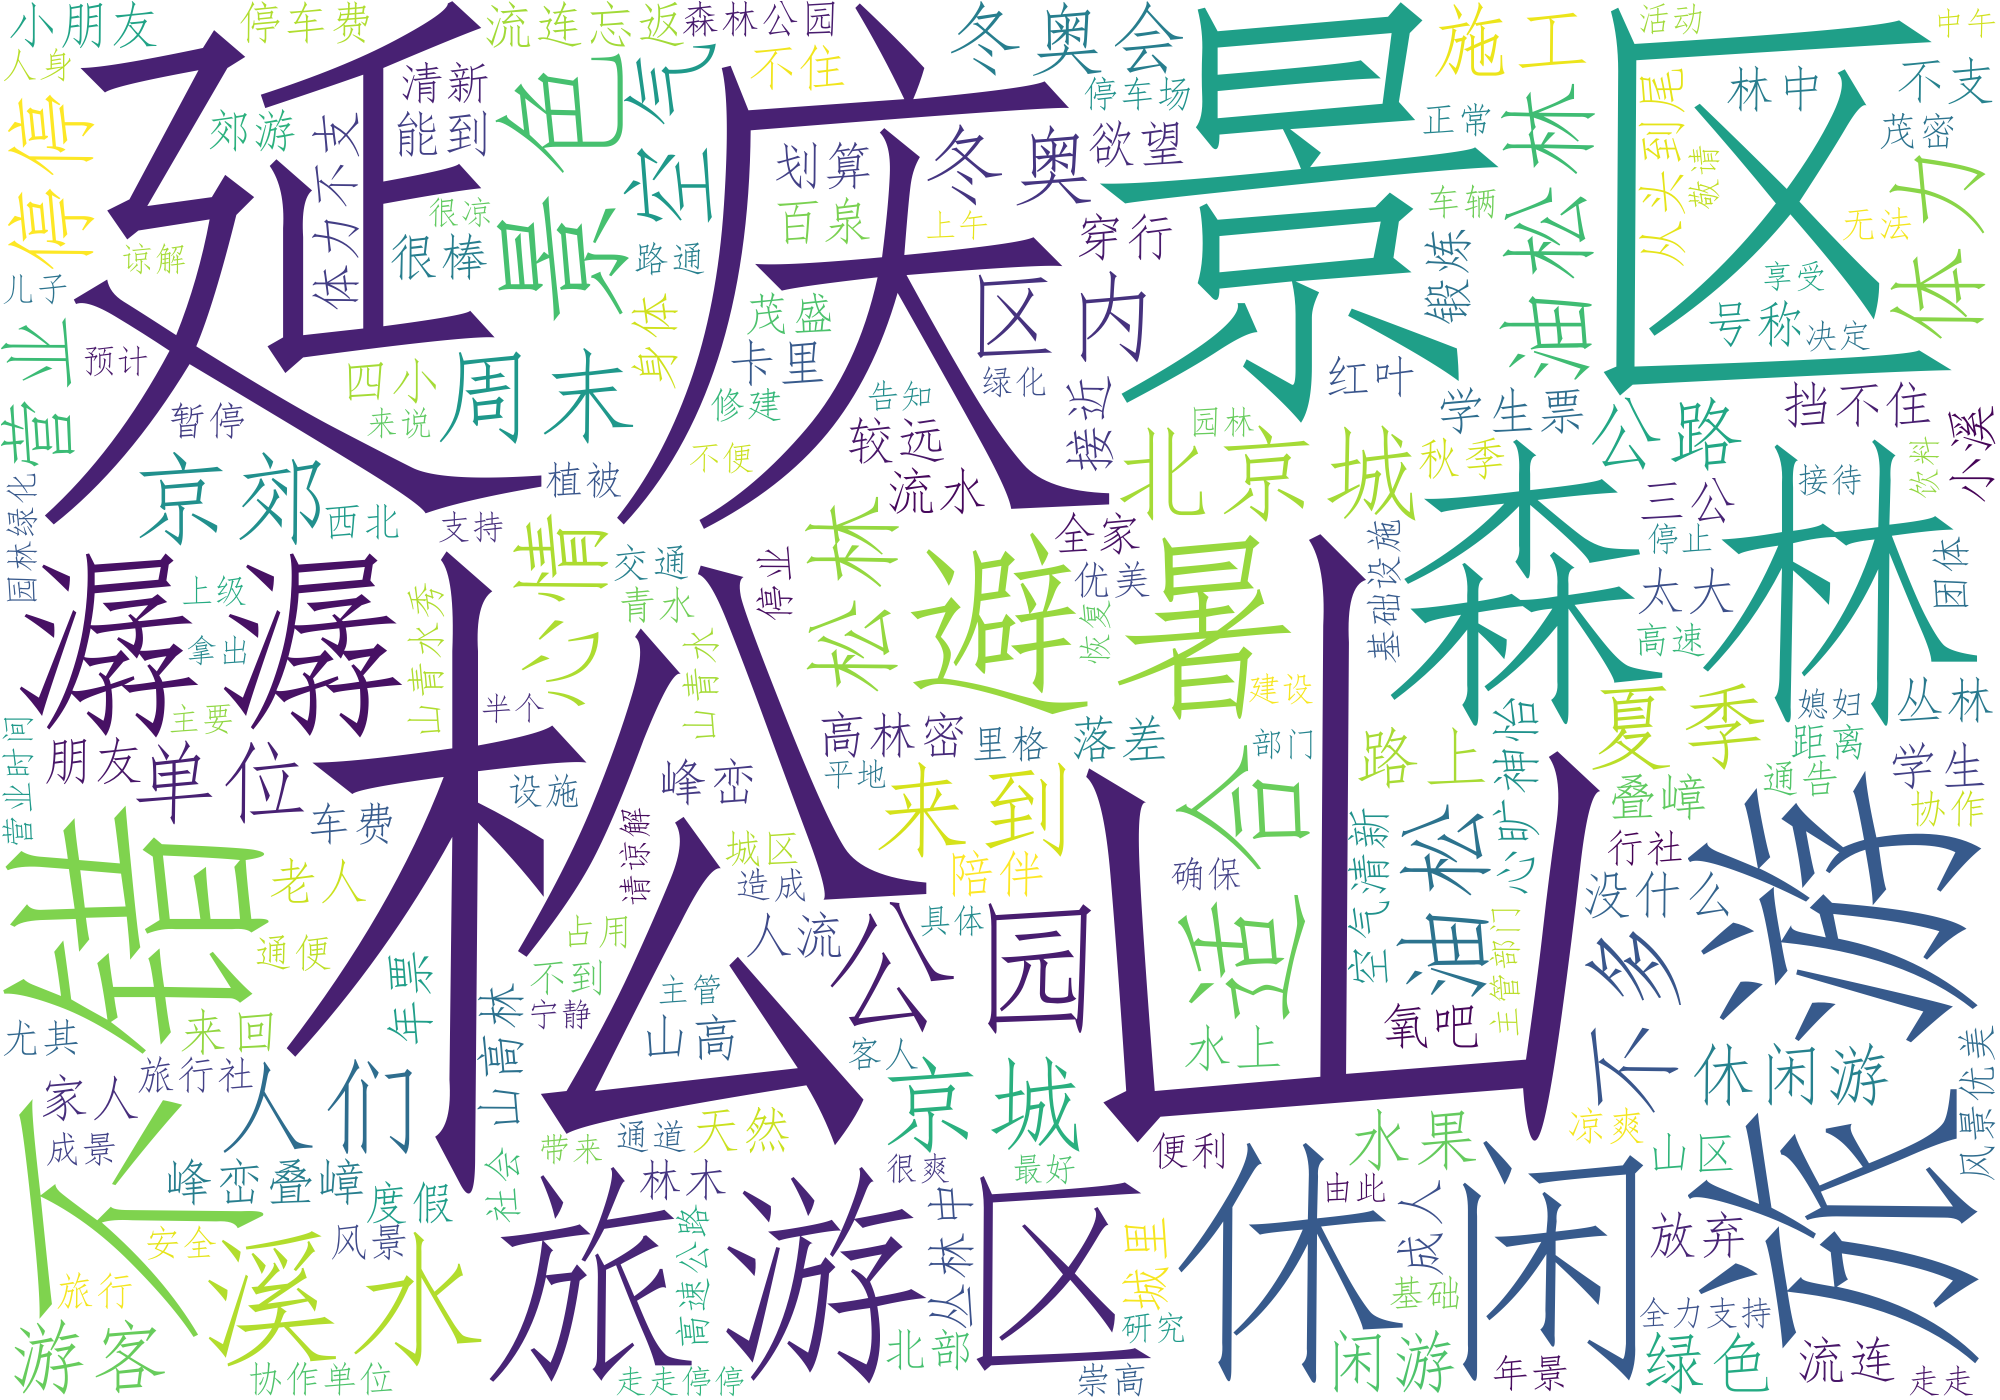 小朋友
停车费
流连忘返
森林公园
冬奥会
施工
活动
中午
人身
清新
不住
停车场
林中
不支
延庆
景区
景色
空气
郊游
能到
划算
冬奥
欲望
正常
油松林
从头到尾
敬请
茂密
停停
体力不支
很棒
很凉
百泉
上午
穿行
车辆
无法
体力
谅解
儿子
路通
区内
锻炼
享受
号称
决定
营业
预计
四小
周末
身体
茂盛
卡里
绿化
接近
红叶
学生票
挡不住
暂停
来说
修建
告知
园林
公路
京郊
植被
不便
较远
北京城
秋季
饮料
小溪
园林绿化
西北
支持
流水
三公
接待
潺潺
心情
交通
停业
松林
全家
避暑
基础设施
森林
停止
团体
上级
山青水秀
青水
优美
恢复
太大
拿出
山青水
高速
松山
半个
建设
营业时间
主要
朋友
单位
高林密
里格
落差
部门
路上
心旷神怡
夏季
媳妇
丛林
距离
学生
设施
峰峦
平地
来到
适合
叠嶂
通告
车费
请谅解
城区
造成
陪伴
确保
油松
空气清新
行社
协作
不错
老人
没什么
旅游
通便
占用
人流
公园
具体
主管部门
不多
年票
不到
主管
氧吧
尤其
来回
宁静
山高
客人
水上
休闲游
风景优美
旅行社
山高林
家人
人们
京城
成景
带来
通道
天然
便利
水果
凉爽
山区
峰峦叠嶂
度假
社会
林木
很爽
最好
由此
成人
放弃
安全
风景
旅游区
丛林中
城里
休闲
旅行
溪水
高速公路
基础
全力支持
游客
北部
研究
闲游
绿色
流连
协作单位
走走停停
崇高
年景
走走